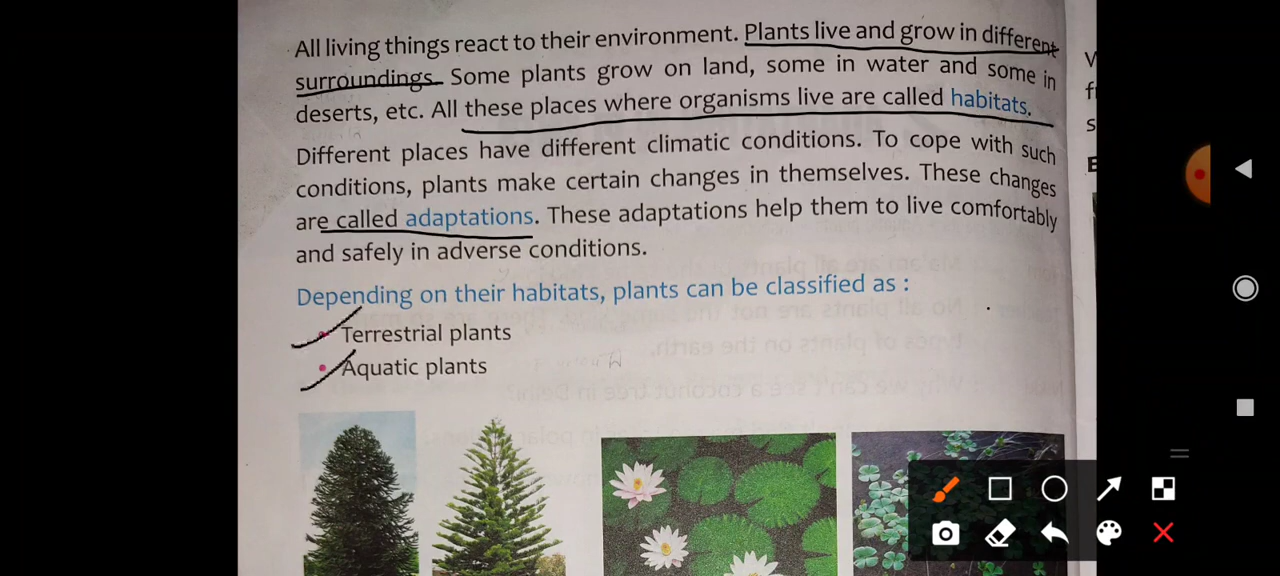 All living things react to their environment. Plants live and grow in different
surroundings. Some plants grow on land, some in water and some in
deserts, etc. All these places where organisms live are called habitats.
Different places have different climatic conditions. To cope with such
conditions, plants make certain changes in themselves. These changes
are called adaptations. These adaptations help them to live comfortably
and safely in adverse conditions.
Depending on their habitats, plants can be classified as :
• Terrestrial plants
• Aquatic plants